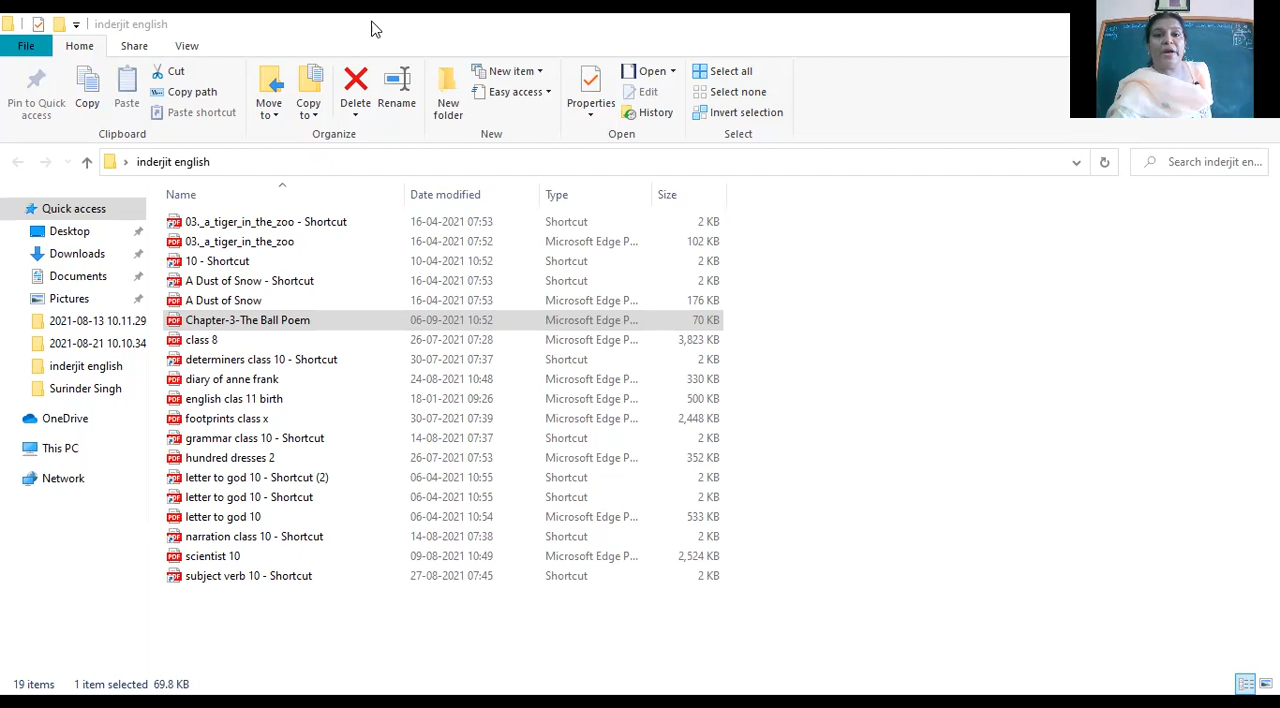 inderjit english
File Home Share View
Pin to Quick access
Copy
Paste
Cut
Copy path
Paste shortcut
Clipboard
Move to
Copy to
Delete
Rename
Organize
New folder
New item
Easy access
New
Properties
Open
Edit
History
Open
Select all
Select none
Invert selection
Select
inderjit english
Search inderjit en...
Quick access
Desktop
Downloads
Documents
Pictures
2021-08-13 10.11.29
2021-08-21 10.10.34
inderjit english
Surinder Singh
OneDrive
This PC
Network
Name Date modified Type Size
03._a_tiger_in_the_zoo - Shortcut 16-04-2021 07:53 Shortcut 2 KB
03._a_tiger_in_the_zoo 16-04-2021 07:52 Microsoft Edge P... 102 KB
10 - Shortcut 10-04-2021 10:52 Shortcut 2 KB
A Dust of Snow - Shortcut 16-04-2021 07:53 Shortcut 2 KB
A Dust of Snow 16-04-2021 07:53 Microsoft Edge P... 176 KB
Chapter-3-The Ball Poem 06-09-2021 10:52 Microsoft Edge P... 70 KB
class 8 26-07-2021 07:28 Microsoft Edge P... 3,823 KB
determiners class 10 - Shortcut 30-07-2021 07:37 Shortcut 2 KB
diary of anne frank 24-08-2021 10:48 Microsoft Edge P... 330 KB
english clas 11 birth 18-01-2021 09:26 Microsoft Edge P... 500 KB
footprints class x 30-07-2021 07:39 Microsoft Edge P... 2,448 KB
grammar class 10 - Shortcut 14-08-2021 07:37 Shortcut 2 KB
hundred dresses 2 26-07-2021 07:53 Microsoft Edge P... 352 KB
letter to god 10 - Shortcut (2) 06-04-2021 10:55 Shortcut 2 KB
letter to god 10 - Shortcut 06-04-2021 10:55 Shortcut 2 KB
letter to god 10 06-04-2021 10:54 Microsoft Edge P... 533 KB
narration class 10 - Shortcut 14-08-2021 07:38 Shortcut 2 KB
scientist 10 09-08-2021 10:49 Microsoft Edge P... 2,524 KB
subject verb 10 - Shortcut 27-08-2021 07:45 Shortcut 2 KB
19 items 1 item selected 69.8 KB